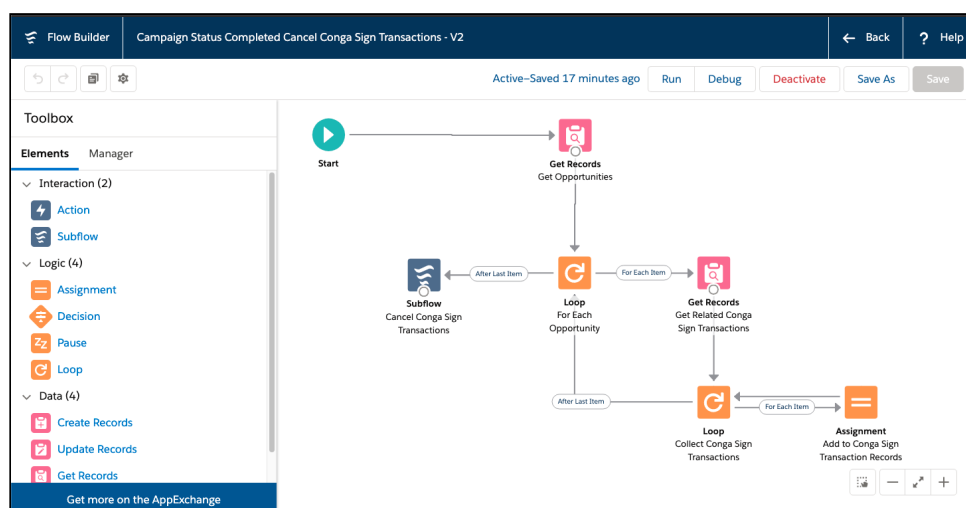 Flow Builder
Campaign Status Completed Cancel Conga Sign Transactions - V2
Back
? Help
Active–Saved 17 minutes ago
Run
Debug
Deactivate
Save As
Save
Toolbox
Elements
Manager
Interaction (2)
Action
Subflow
Logic (4)
Assignment
Decision
Pause
Loop
Data (4)
Create Records
Update Records
Get Records
Get more on the AppExchange
Start
Get Records
Get Opportunities
After Last Item
For Each Item
Subflow
Cancel Conga Sign
Transactions
Loop
For Each
Opportunity
Get Records
Get Related Conga
Sign Transactions
After Last Item
For Each Item
Loop
Collect Conga Sign
Transactions
Assignment
Add to Conga Sign
Transaction Records